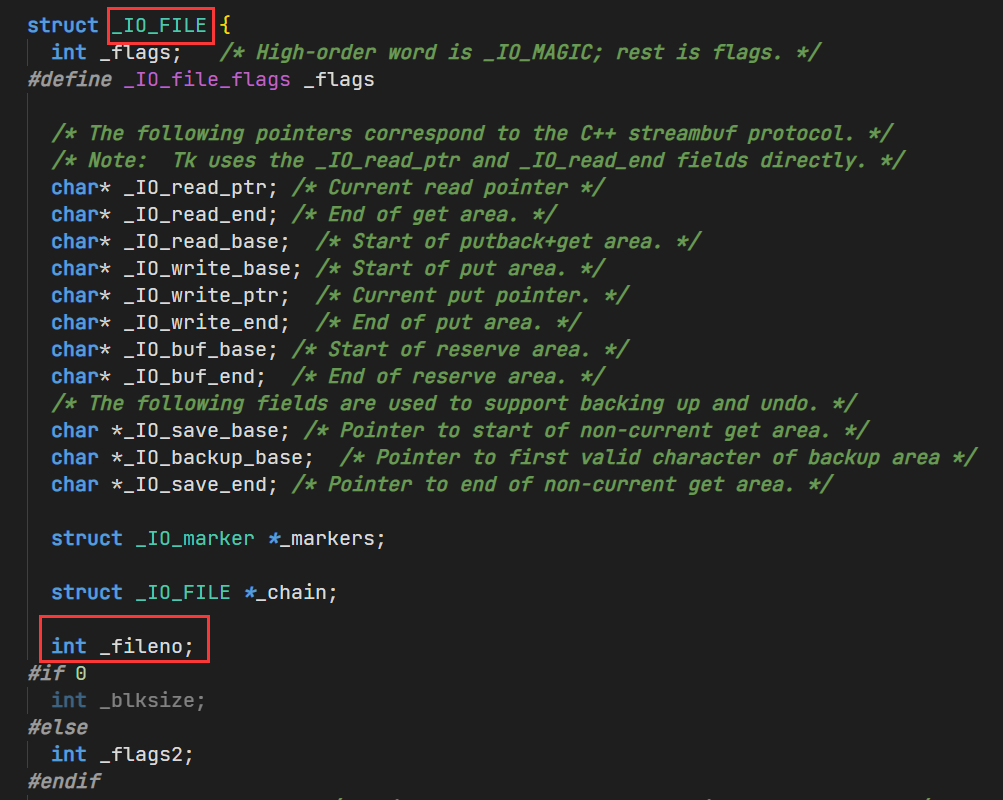 struct _IO_FILE {
  int _flags;   /* High-order word is _IO_MAGIC; rest is flags. */
#define _IO_file_flags _flags

  /* The following pointers correspond to the C++ streambuf protocol. */
  /* Note:  Tk uses the _IO_read_ptr and _IO_read_end fields directly. */
  char* _IO_read_ptr; /* Current read pointer */
  char* _IO_read_end; /* End of get area. */
  char* _IO_read_base;  /* Start of putback+get area. */
  char* _IO_write_base; /* Start of put area. */
  char* _IO_write_ptr;  /* Current put pointer. */
  char* _IO_write_end;  /* End of put area. */
  char* _IO_buf_base; /* Start of reserve area. */
  char* _IO_buf_end;  /* End of reserve area. */
  /* The following fields are used to support backing up and undo. */
  char *_IO_save_base; /* Pointer to start of non-current get area. */
  char *_IO_backup_base;  /* Pointer to first valid character of backup area */
  char *_IO_save_end; /* Pointer to end of non-current get area. */

  struct _IO_marker *_markers;

  struct _IO_FILE *_chain;

  int _fileno;
#if 0
  int _blksize;
#else
  int _flags2;
#endif